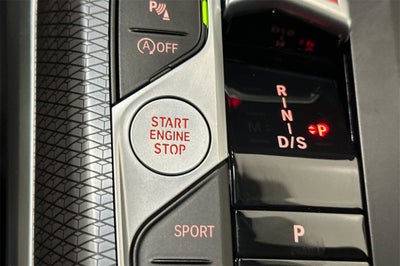 P
A OFF
START
ENGINE
STOP
SPORT
R
N
D/S
P
P